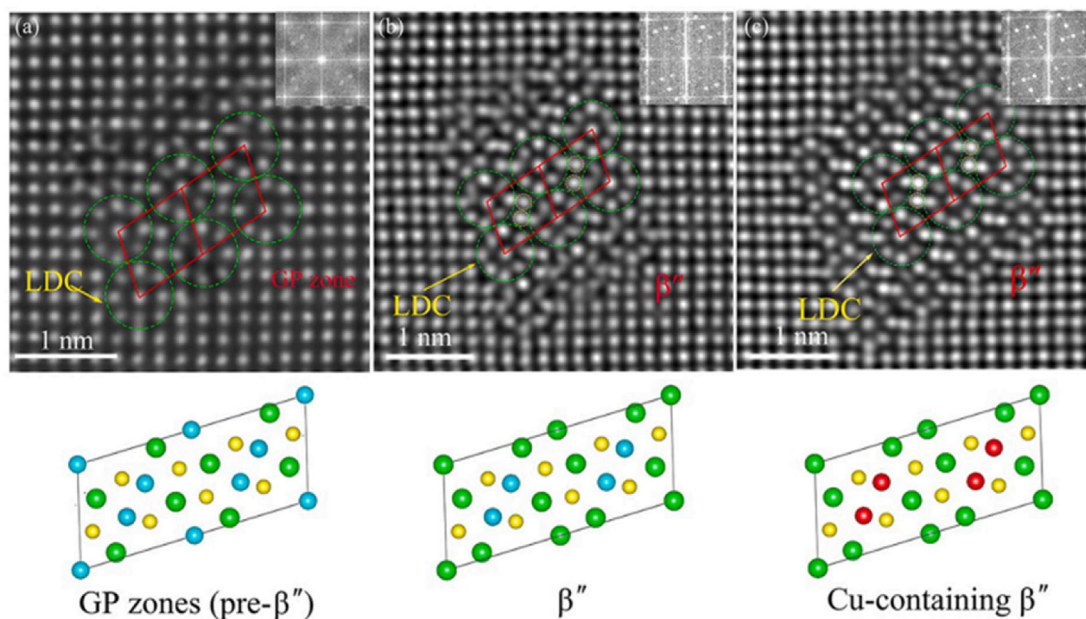 (a)
(b)
(c)
LDC
GP zone
1 nm
LDC
β″
1 nm
LDC
β″
1 nm
GP zones (pre-β″)
β″
Cu-containing β″